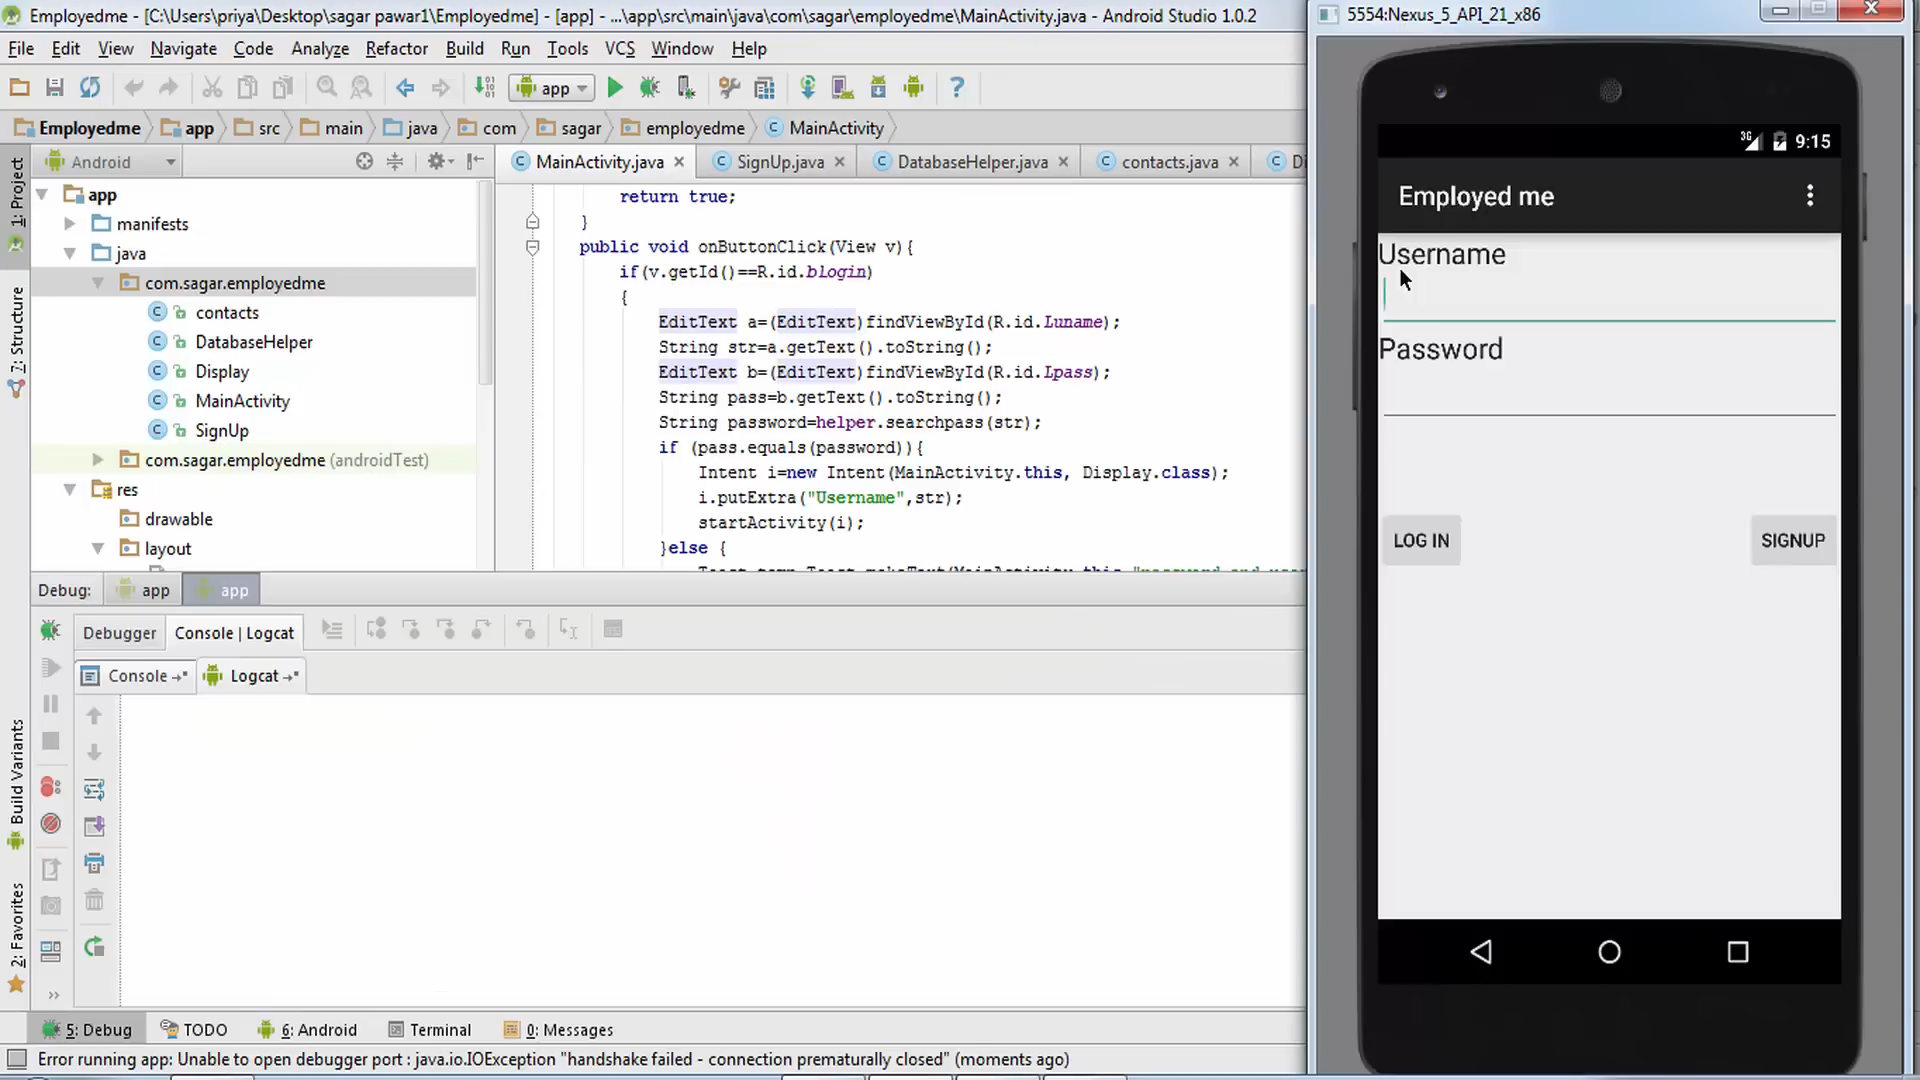 Employedme - [C:\Users\priya\Desktop\sagar pawar1\Employedme] - [app] - ...\app\src\main\java\com\sagar\employedme\MainActivity.java - Android Studio 1.0.2
File Edit View Navigate Code Analyze Refactor Build Run Tools VCS Window Help
app
Employedme app src main java com sagar employedme MainActivity
1: Project
Android
MainActivity.java SignUp.java DatabaseHelper.java contacts.java
app
manifests
java
com.sagar.employedme
contacts
DatabaseHelper
Display
MainActivity
SignUp
com.sagar.employedme (androidTest)
res
drawable
layout
return true;
}
public void onButtonClick(View v){
if(v.getId()==R.id.blogin)
{
EditText a=(EditText)findViewById(R.id.Luname);
String str=a.getText().toString();
EditText b=(EditText)findViewById(R.id.Lpass);
String pass=b.getText().toString();
String password=helper.searchpass(str);
if (pass.equals(password)){
Intent i=new Intent(MainActivity.this, Display.class);
i.putExtra("Username",str);
startActivity(i);
}else {
7: Structure
Build Variants
2: Favorites
Debug: app app
Debugger Console | Logcat
Console Logcat
5: Debug TODO 6: Android Terminal 0: Messages
Error running app: Unable to open debugger port : java.io.IOException "handshake failed - connection prematurally closed" (moments ago)
5554:Nexus_5_API_21_x86
3G 9:15
Employed me
Username
Password
LOG IN SIGNUP